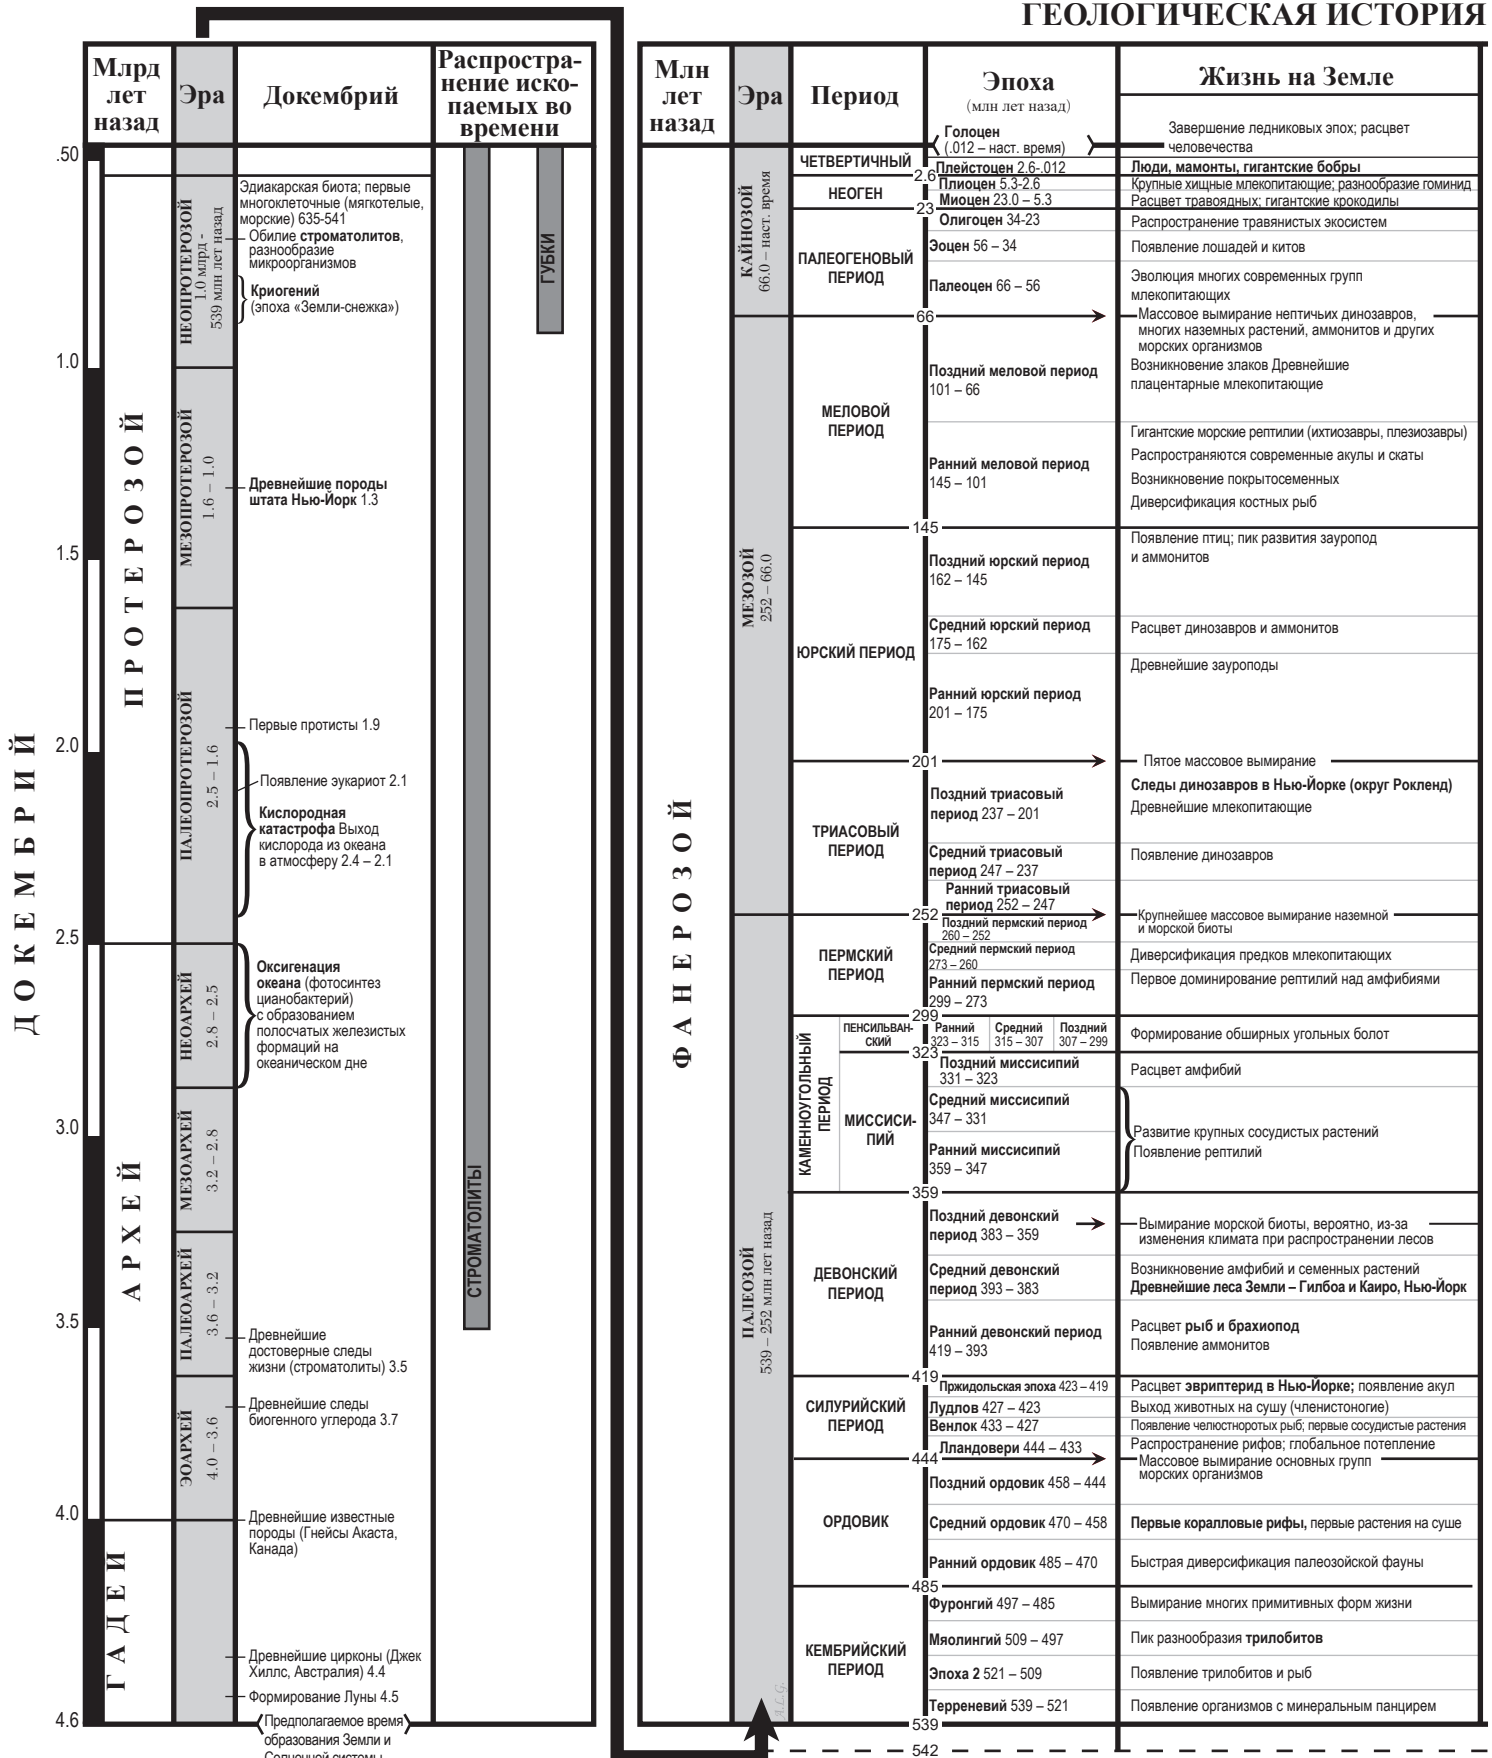 ГЕОЛОГИЧЕСКАЯ ИСТОРИЯ
Млрд
лет
назад
Эра
Докембрий
Распростра-
нение иско-
паемых во
времени
.50
1.0
1.5
2.0
2.5
3.0
3.5
4.0
4.6
ДОКЕМБРИЙ
ПРОТЕРОЗОЙ
АРХЕЙ
ГАДЕЙ
НЕОПРОТЕРОЗОЙ
1.0 млрд -
539 млн лет назад
МЕЗОПРОТЕРОЗОЙ
1.6 – 1.0
ПАЛЕОПРОТЕРОЗОЙ
2.5 – 1.6
НЕОАРХЕЙ
2.8 – 2.5
МЕЗОАРХЕЙ
3.2 – 2.8
ПАЛЕОАРХЕЙ
3.6 – 3.2
ЭОАРХЕЙ
4.0 – 3.6
Эдиакарская биота; первые
многоклеточные (мягкотелые,
морские) 635-541
Обилие строматолитов,
разнообразие
микроорганизмов
Криогений
(эпоха «Земли-снежка»)
Древнейшие породы
штата Нью-Йорк 1.3
Первые протисты 1.9
Появление эукариот 2.1
Кислородная
катастрофа Выход
кислорода из океана
в атмосферу 2.4 – 2.1
Оксигенация
океана (фотосинтез
цианобактерий)
с образованием
полосчатых железистых
формаций на
океаническом дне
Древнейшие
достоверные следы
жизни (строматолиты) 3.5
Древнейшие следы
биогенного углерода 3.7
Древнейшие известные
породы (Гнейсы Акаста,
Канада)
Древнейшие цирконы (Джек
Хиллс, Австралия) 4.4
Формирование Луны 4.5
Предполагаемое время
образования Земли и
Солнечной системы
СТРОМАТОЛИТЫ
ГУБКИ
Млн
лет
назад
Эра
Период
Эпоха
(млн лет назад)
Жизнь на Земле
ФАНЕРОЗОЙ
КАЙНОЗОЙ
66.0 – наст. время
МЕЗОЗОЙ
252 – 66.0
ПАЛЕОЗОЙ
539 – 252 млн лет назад
A.L.G.
Голоцен
(.012 – наст. время)
Завершение ледниковых эпох; расцвет
человечества
ЧЕТВЕРТИЧНЫЙ
Плейстоцен 2.6-.012
Люди, мамонты, гигантские бобры
2.6
НЕОГЕН
Плиоцен 5.3-2.6
Крупные хищные млекопитающие; разнообразие гоминид
Миоцен 23.0 – 5.3
Расцвет травоядных; гигантские крокодилы
23
ПАЛЕОГЕНОВЫЙ
ПЕРИОД
Олигоцен 34-23
Распространение травянистых экосистем
Эоцен 56 – 34
Появление лошадей и китов
Палеоцен 66 – 56
Эволюция многих современных групп
млекопитающих
66
Массовое вымирание нептичьих динозавров,
многих наземных растений, аммонитов и других
морских организмов
МЕЛОВОЙ
ПЕРИОД
Поздний меловой период
101 – 66
Возникновение злаков Древнейшие
плацентарные млекопитающие
Ранний меловой период
145 – 101
Гигантские морские рептилии (ихтиозавры, плезиозавры)
Распространяются современные акулы и скаты
Возникновение покрытосеменных
Диверсификация костных рыб
145
ЮРСКИЙ ПЕРИОД
Поздний юрский период
162 – 145
Появление птиц; пик развития зауропод
и аммонитов
Средний юрский период
175 – 162
Расцвет динозавров и аммонитов
Ранний юрский период
201 – 175
Древнейшие зауроподы
201
Пятое массовое вымирание
ТРИАСОВЫЙ
ПЕРИОД
Поздний триасовый
период 237 – 201
Следы динозавров в Нью-Йорке (округ Рокленд)
Древнейшие млекопитающие
Средний триасовый
период 247 – 237
Появление динозавров
Ранний триасовый
период 252 – 247
252
Крупнейшее массовое вымирание наземной
и морской биоты
ПЕРМСКИЙ
ПЕРИОД
Поздний пермский период
260 – 252
Средний пермский период
273 – 260
Диверсификация предков млекопитающих
Ранний пермский период
299 – 273
Первое доминирование рептилий над амфибиями
299
КАМЕННОУГОЛЬНЫЙ
ПЕРИОД
ПЕНСИЛЬВАН-
СКИЙ
Ранний
323 – 315
Средний
315 – 307
Поздний
307 – 299
Формирование обширных угольных болот
323
МИССИСИ-
ПИЙ
Поздний миссисипий
331 – 323
Расцвет амфибий
Средний миссисипий
347 – 331
Ранний миссисипий
359 – 347
Развитие крупных сосудистых растений
Появление рептилий
359
ДЕВОНСКИЙ
ПЕРИОД
Поздний девонский
период 383 – 359
Вымирание морской биоты, вероятно, из-за
изменения климата при распространении лесов
Средний девонский
период 393 – 383
Возникновение амфибий и семенных растений
Древнейшие леса Земли – Гилбоа и Каиро, Нью-Йорк
Ранний девонский период
419 – 393
Расцвет рыб и брахиопод
Появление аммонитов
419
СИЛУРИЙСКИЙ
ПЕРИОД
Пржидольская эпоха 423 – 419
Расцвет эвриптерид в Нью-Йорке; появление акул
Лудлов 427 – 423
Выход животных на сушу (членистоногие)
Венлок 433 – 427
Появление челюстноротых рыб; первые сосудистые растения
Лландовери 444 – 433
Распространение рифов; глобальное потепление
444
Массовое вымирание основных групп
морских организмов
ОРДОВИК
Поздний ордовик 458 – 444
Средний ордовик 470 – 458
Первые коралловые рифы, первые растения на суше
Ранний ордовик 485 – 470
Быстрая диверсификация палеозойской фауны
485
КЕМБРИЙСКИЙ
ПЕРИОД
Фуронгий 497 – 485
Вымирание многих примитивных форм жизни
Мяолингий 509 – 497
Пик разнообразия трилобитов
Эпоха 2 521 – 509
Появление трилобитов и рыб
Терреневий 539 – 521
Появление организмов с минеральным панцирем
539
542